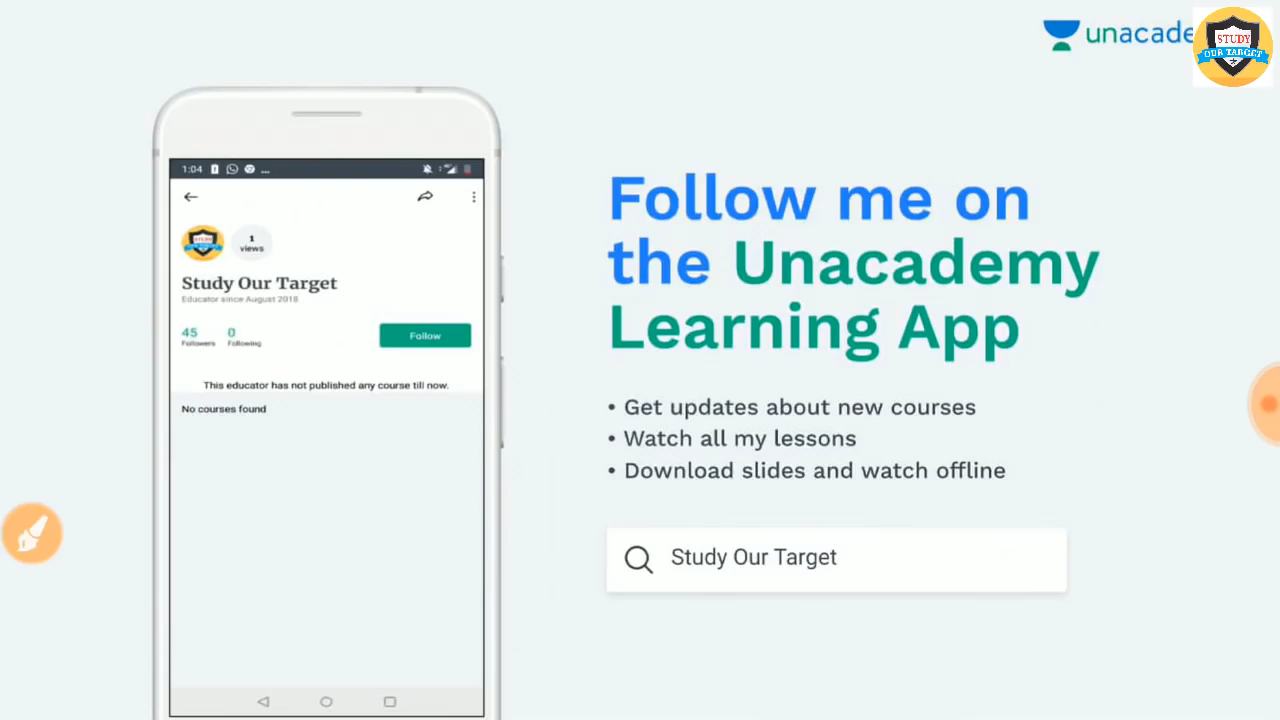 unacade
STUDY
OUR TARGET
1:04
1
views
Study Our Target
Educator since August 2018
45
0
Followers
Following
Follow
This educator has not published any course till now.
No courses found
Follow me on
the Unacademy
Learning App
• Get updates about new courses
• Watch all my lessons
• Download slides and watch offline
Study Our Target